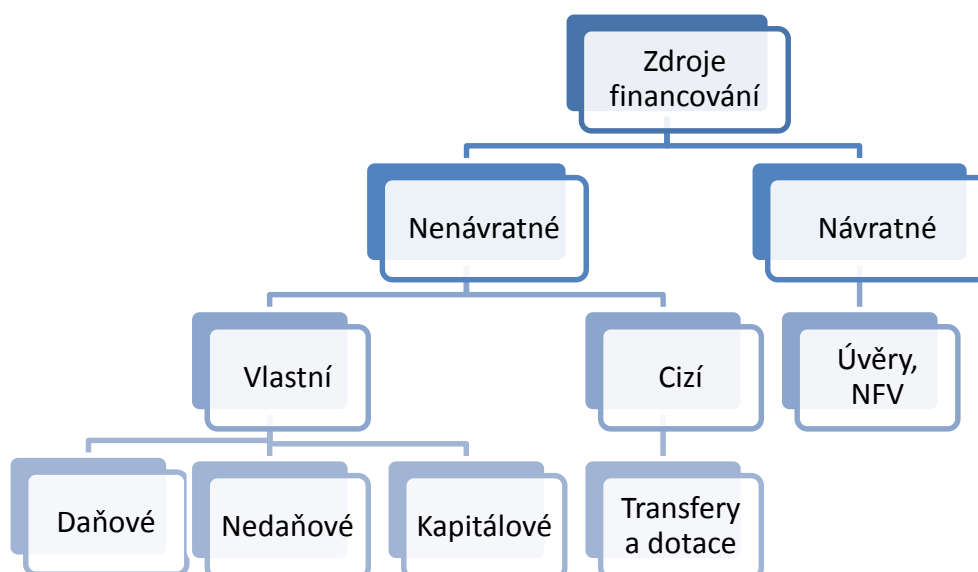 Zdroje
financování
Nenávratné
Návratné
Vlastní
Cizí
Úvěry,
NFV
Daňové
Nedaňové
Kapitálové
Transfery
a dotace